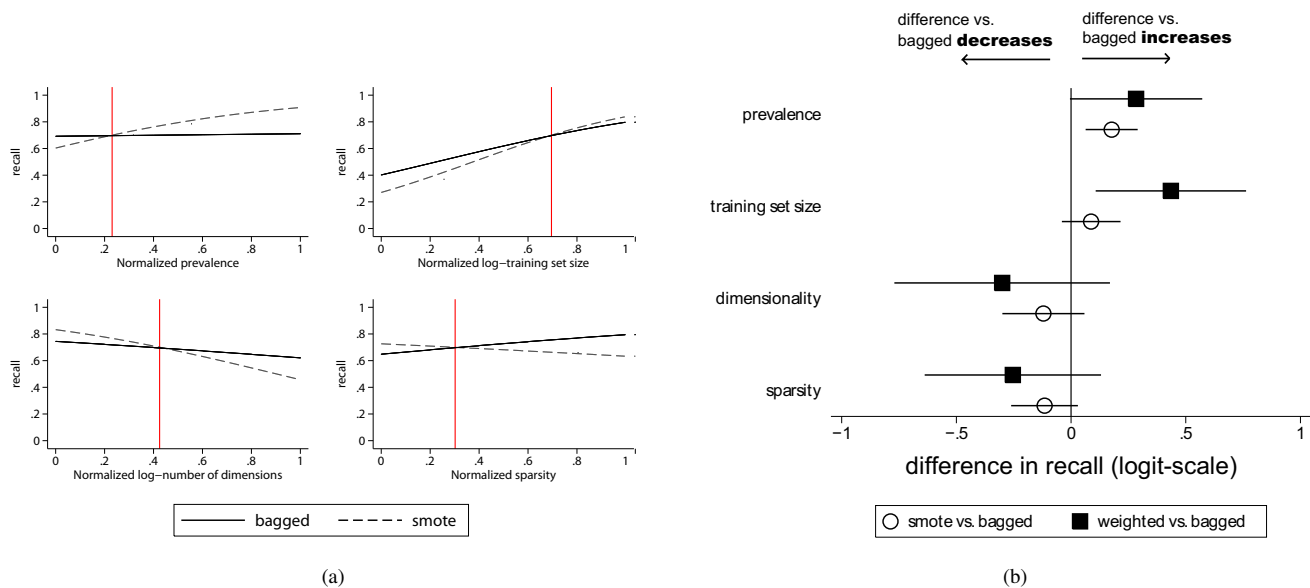 1
.8
.6
.4
.2
0
recall
0 .2 .4 .6 .8 1
Normalized prevalence
1
.8
.6
.4
.2
0
recall
0 .2 .4 .6 .8 1
Normalized log−training set size
1
.8
.6
.4
.2
0
recall
0 .2 .4 .6 .8 1
Normalized log−number of dimensions
1
.8
.6
.4
.2
0
recall
0 .2 .4 .6 .8 1
Normalized sparsity
bagged smote
(a)
difference vs.
bagged decreases
difference vs.
bagged increases
prevalence
training set size
dimensionality
sparsity
−1 −.5 0 .5 1
difference in recall (logit-scale)
smote vs. bagged weighted vs. bagged
(b)